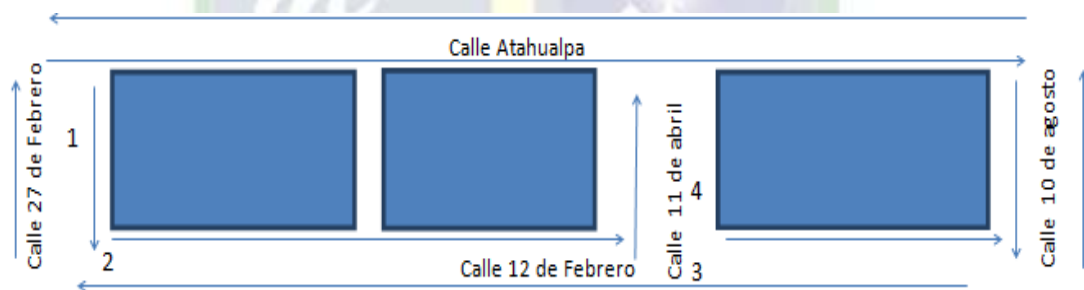 Calle Atahualpa
Calle 27 de Febrero
1
2
Calle 12 de Febrero
Calle 11 de abril
4
3
Calle 10 de agosto